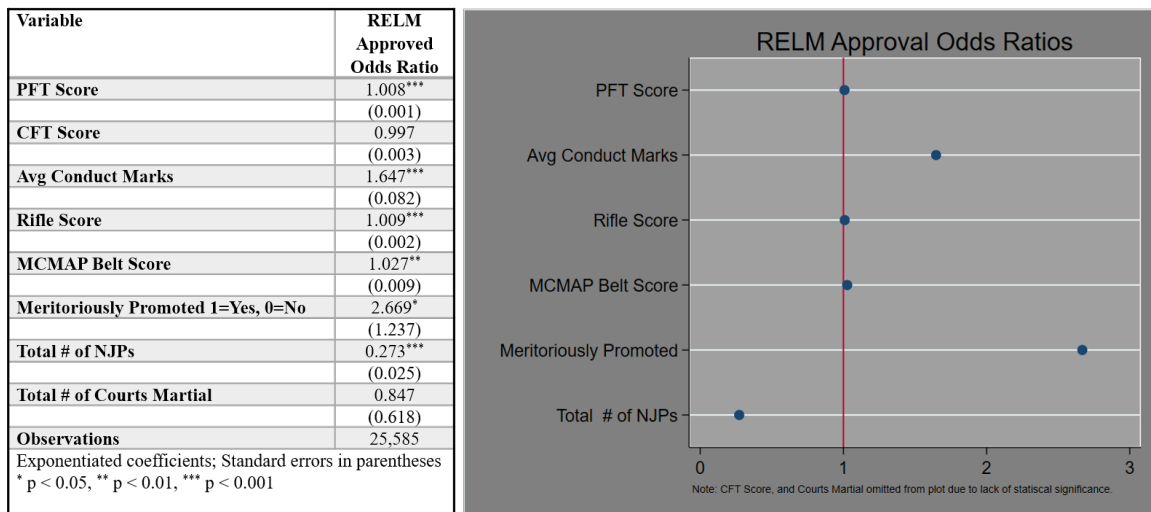 Variable RELM
Approved
Odds Ratio
PFT Score 1.008***
(0.001)
CFT Score 0.997
(0.003)
Avg Conduct Marks 1.647***
(0.082)
Rifle Score 1.009***
(0.002)
MCMAP Belt Score 1.027**
(0.009)
Meritoriously Promoted 1=Yes, 0=No 2.669*
(1.237)
Total # of NJPs 0.273***
(0.025)
Total # of Courts Martial 0.847
(0.618)
Observations 25,585
Exponentiated coefficients; Standard errors in parentheses
* p < 0.05, ** p < 0.01, *** p < 0.001
RELM Approval Odds Ratios
PFT Score
Avg Conduct Marks
Rifle Score
MCMAP Belt Score
Meritoriously Promoted
Total # of NJPs
0 1 2 3
Note: CFT Score, and Courts Martial omitted from plot due to lack of statiscal significance.